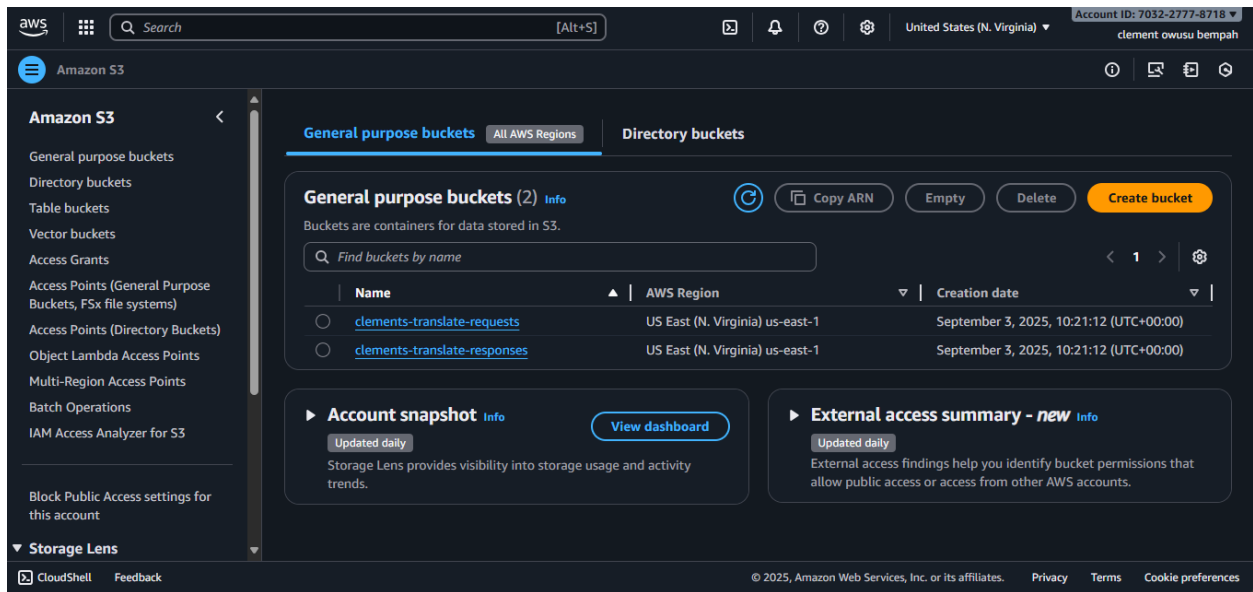 aws
Search [Alt+S]
United States (N. Virginia)
Account ID: 7032-2777-8718
clement owusu bempah
Amazon S3
Amazon S3
General purpose buckets
Directory buckets
Table buckets
Vector buckets
Access Grants
Access Points (General Purpose
Buckets, FSx file systems)
Access Points (Directory Buckets)
Object Lambda Access Points
Multi-Region Access Points
Batch Operations
IAM Access Analyzer for S3
Block Public Access settings for
this account
Storage Lens
General purpose buckets All AWS Regions Directory buckets
General purpose buckets (2) Info Copy ARN Empty Delete Create bucket
Buckets are containers for data stored in S3.
Find buckets by name 1
Name AWS Region Creation date
clements-translate-requests US East (N. Virginia) us-east-1 September 3, 2025, 10:21:12 (UTC+00:00)
clements-translate-responses US East (N. Virginia) us-east-1 September 3, 2025, 10:21:12 (UTC+00:00)
Account snapshot Info View dashboard
Updated daily
Storage Lens provides visibility into storage usage and activity
trends.
External access summary - new Info
Updated daily
External access findings help you identify bucket permissions that
allow public access or access from other AWS accounts.
CloudShell Feedback © 2025, Amazon Web Services, Inc. or its affiliates. Privacy Terms Cookie preferences